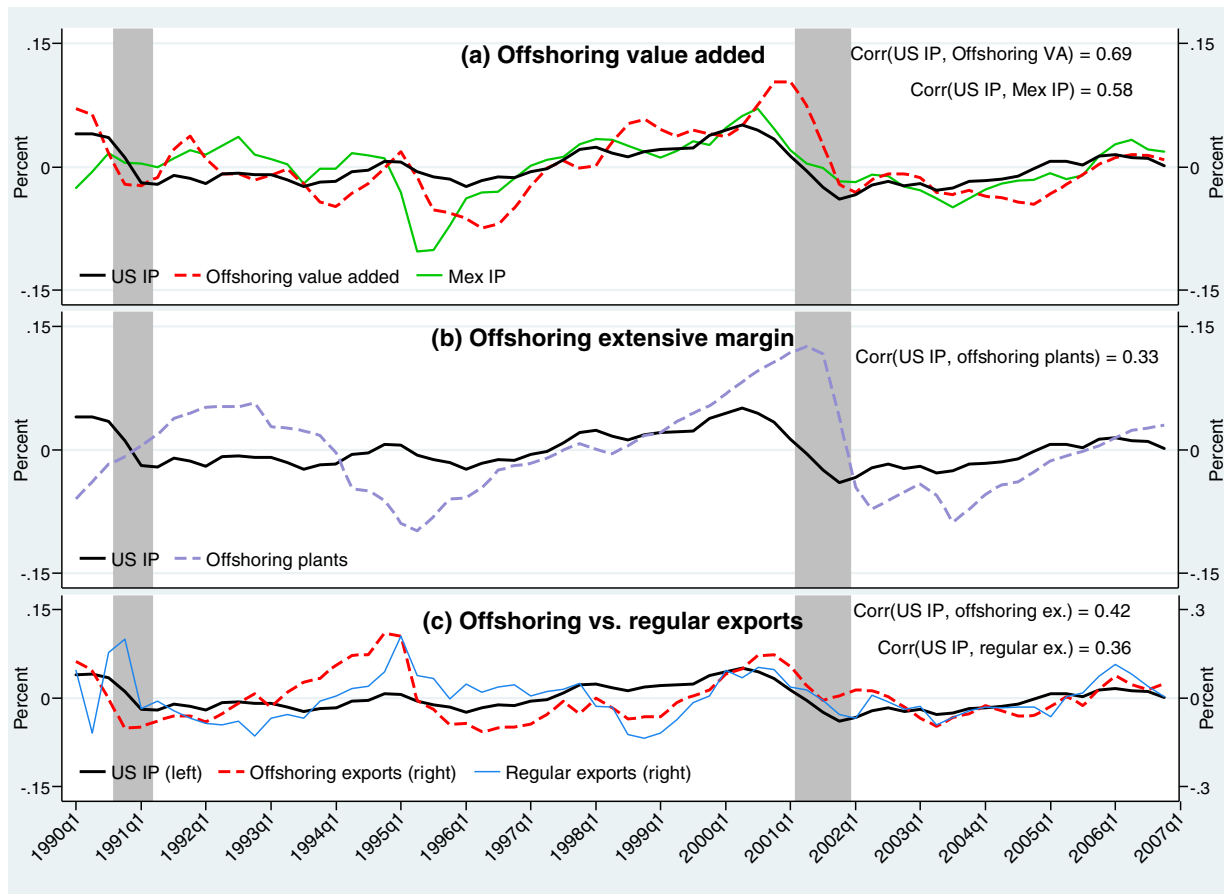 (a) Offshoring value added
Corr(US IP, Offshoring VA) = 0.69
Corr(US IP, Mex IP) = 0.58
.15
0
-.15
Percent
.15
0
-.15
Percent
US IP
Offshoring value added
Mex IP
(b) Offshoring extensive margin
Corr(US IP, offshoring plants) = 0.33
.15
0
-.15
Percent
.15
0
-.15
Percent
US IP
Offshoring plants
(c) Offshoring vs. regular exports
Corr(US IP, offshoring ex.) = 0.42
Corr(US IP, regular ex.) = 0.36
.15
0
-.15
Percent
.3
0
-.3
Percent
US IP (left)
Offshoring exports (right)
Regular exports (right)
1990q1
1991q1
1992q1
1993q1
1994q1
1995q1
1996q1
1997q1
1998q1
1999q1
2000q1
2001q1
2002q1
2003q1
2004q1
2005q1
2006q1
2007q1